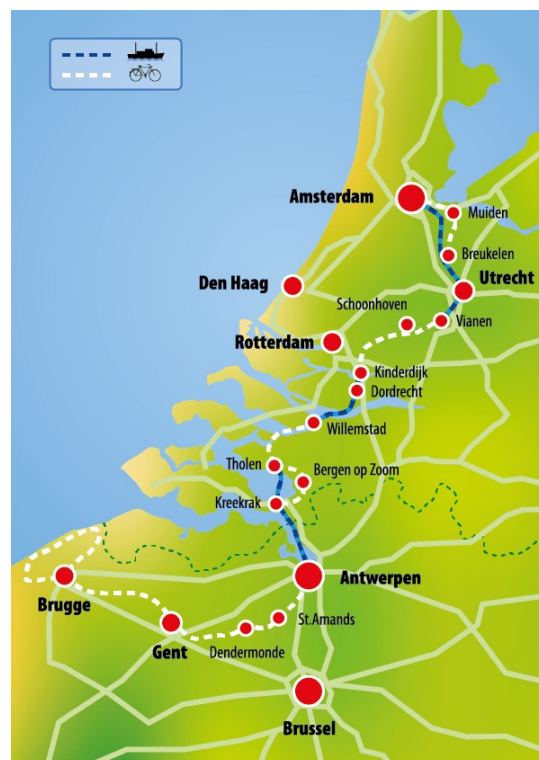 Amsterdam
Muiden
Breukelen
Utrecht
Den Haag
Schoonhoven
Vianen
Rotterdam
Kinderdijk
Dordrecht
Willemstad
Tholen
Bergen op Zoom
Kreekrak
Antwerpen
Brugge
St.Amands
Gent
Dendermonde
Brussel